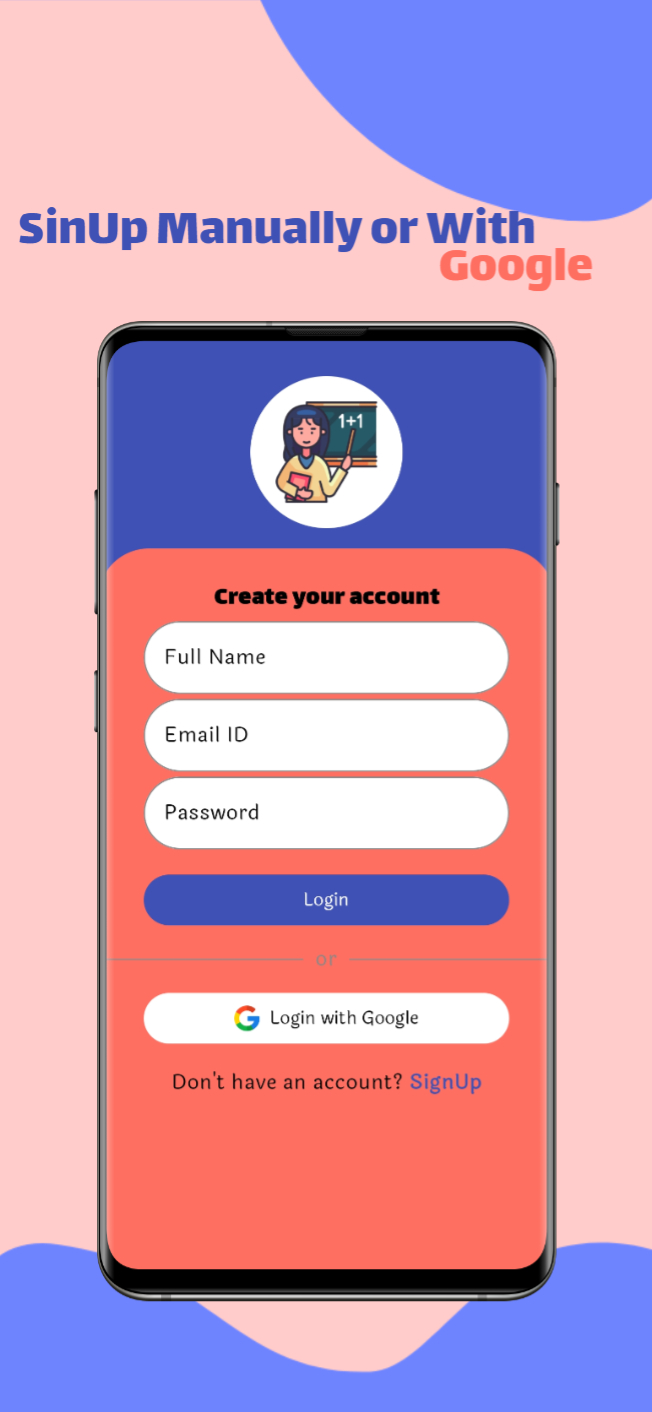 SinUp Manually or With
Google
1+1
Create your account
Full Name
Email ID
Password
Login
or
Login with Google
Don't have an account? SignUp